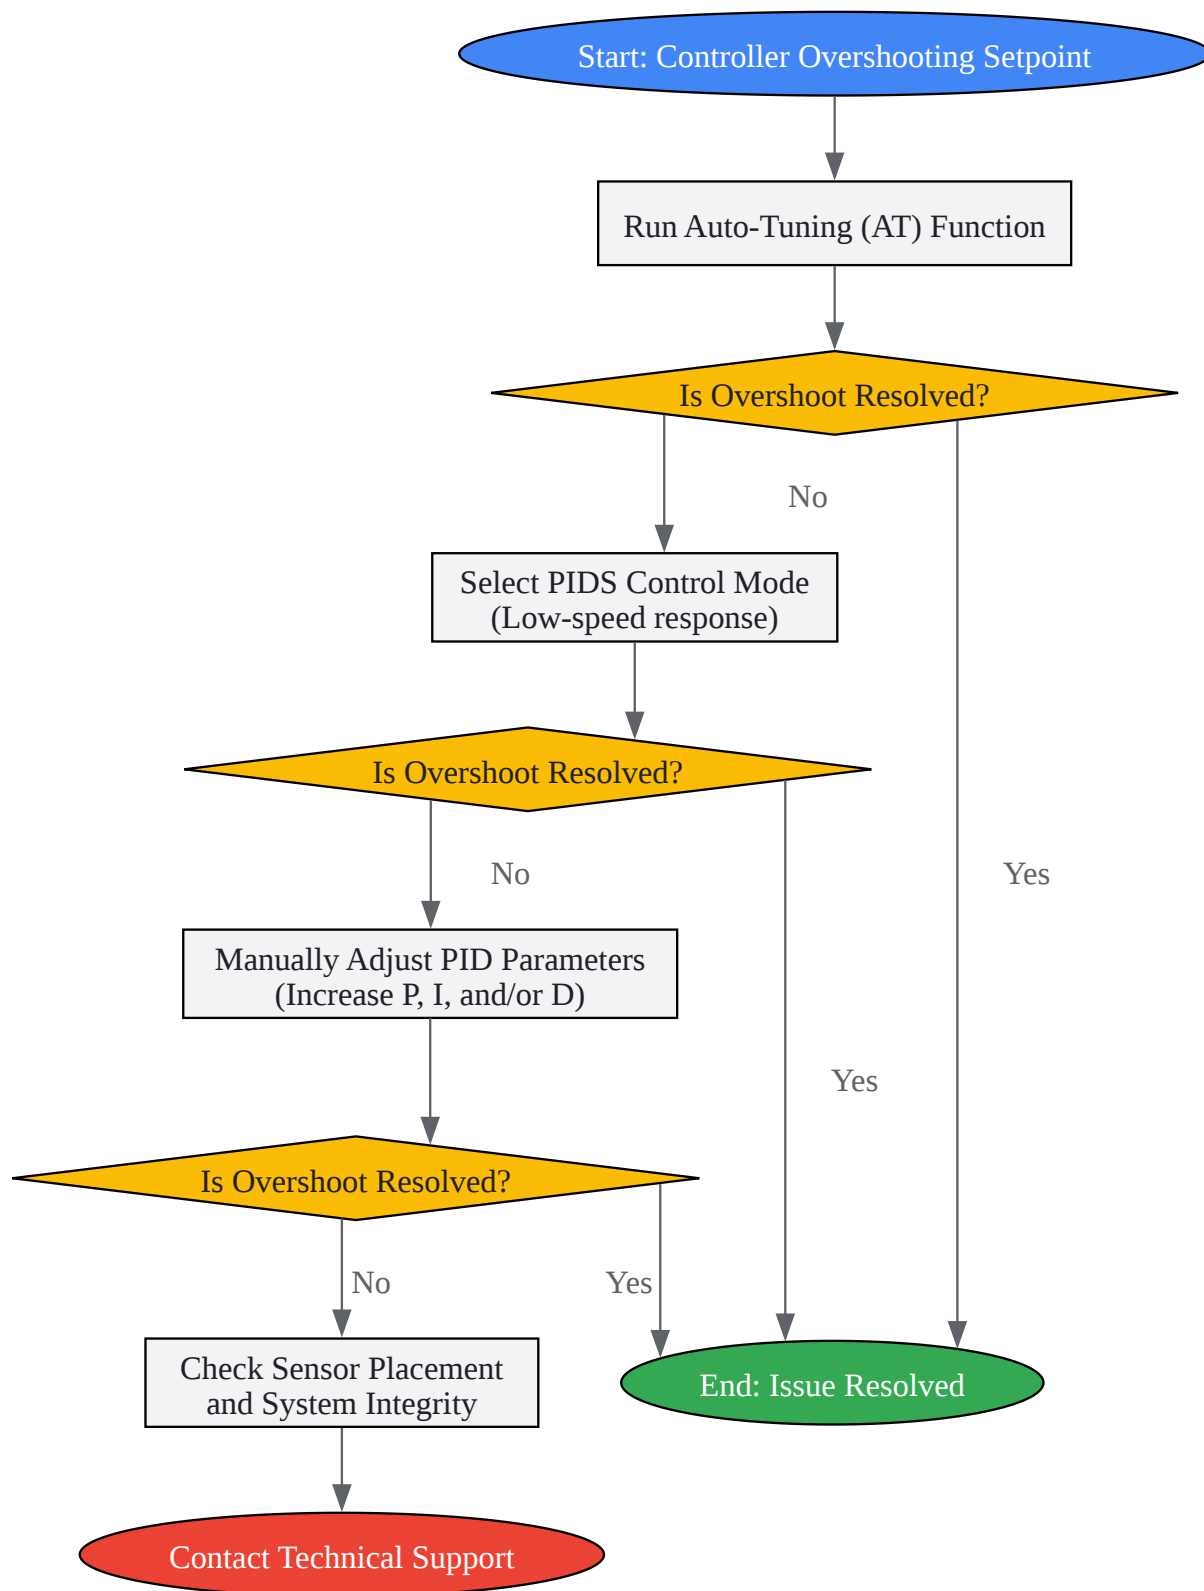 Start: Controller Overshooting Setpoint
Run Auto-Tuning (AT) Function
Is Overshoot Resolved?
No
Select PIDS Control Mode
(Low-speed response)
Is Overshoot Resolved?
No
Yes
Manually Adjust PID Parameters
(Increase P, I, and/or D)
Yes
Is Overshoot Resolved?
No
Yes
Check Sensor Placement
and System Integrity
End: Issue Resolved
Contact Technical Support